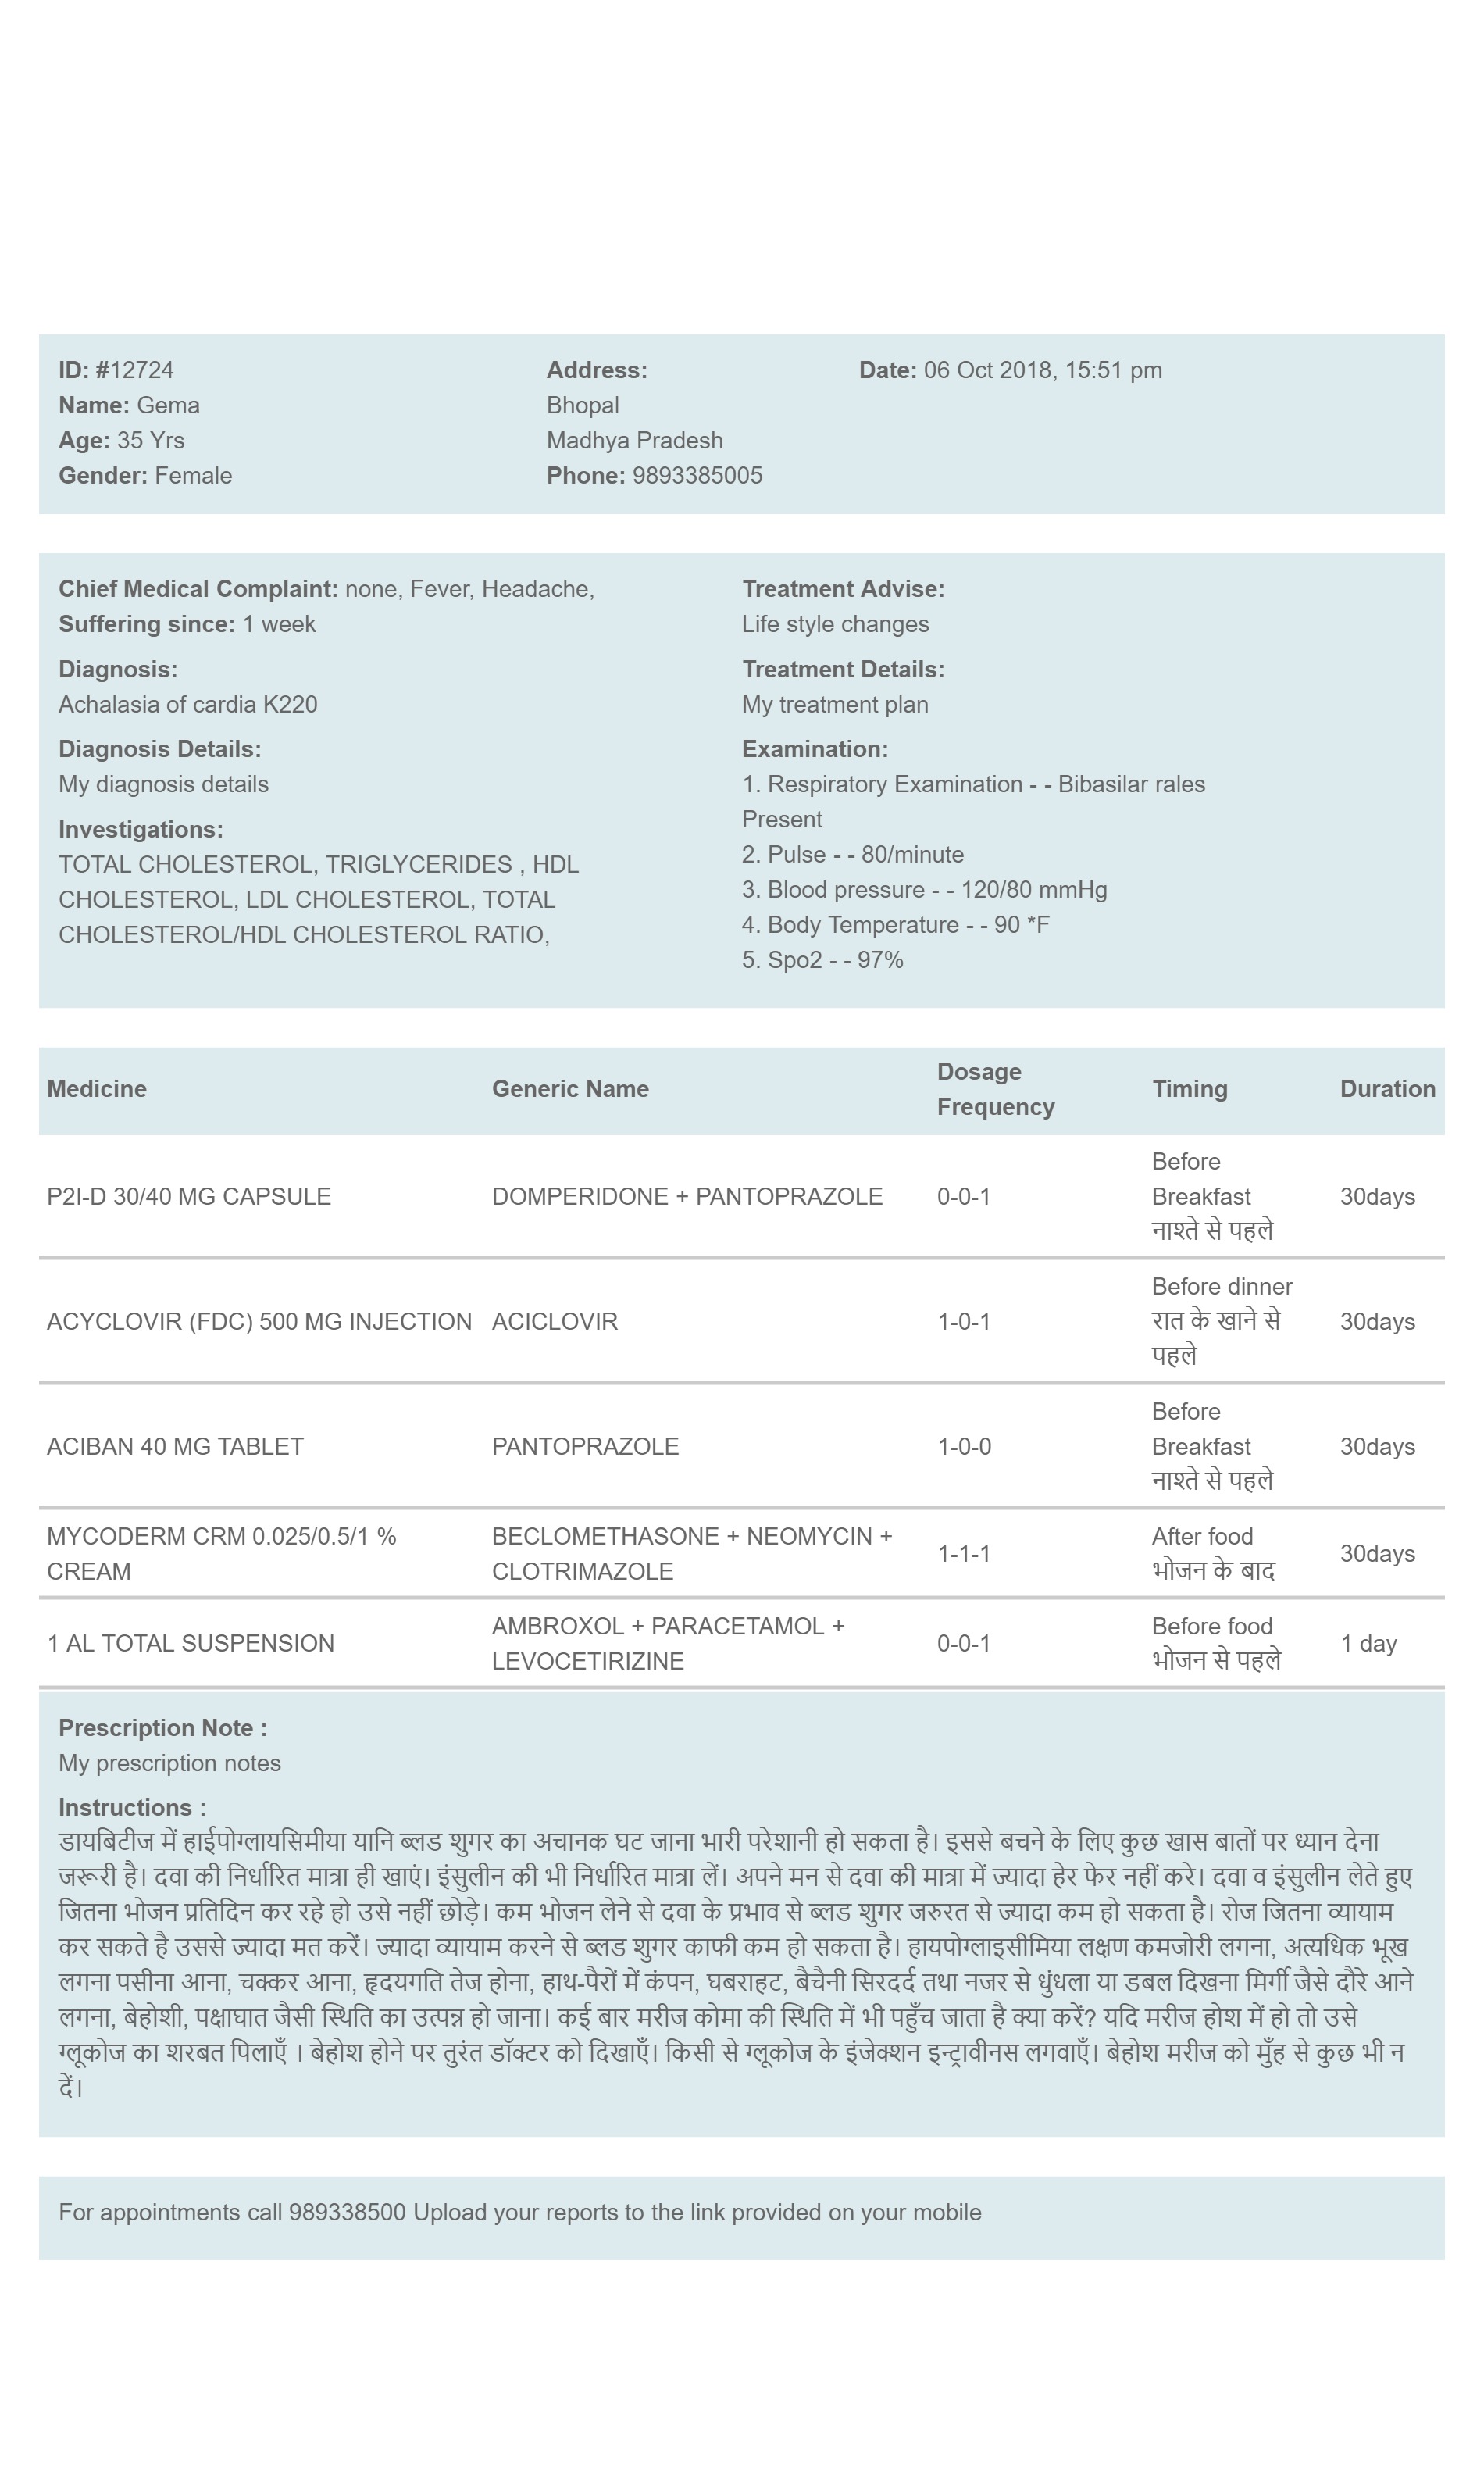 ID: #12724
Name: Gema
Age: 35 Yrs
Gender: Female
Address:
Bhopal
Madhya Pradesh
Phone: 9893385005
Date: 06 Oct 2018, 15:51 pm
Chief Medical Complaint: none, Fever, Headache,
Suffering since: 1 week
Diagnosis:
Achalasia of cardia K220
Diagnosis Details:
My diagnosis details
Investigations:
TOTAL CHOLESTEROL, TRIGLYCERIDES , HDL
CHOLESTEROL, LDL CHOLESTEROL, TOTAL
CHOLESTEROL/HDL CHOLESTEROL RATIO,
Treatment Advise:
Life style changes
Treatment Details:
My treatment plan
Examination:
1. Respiratory Examination - - Bibasilar rales
Present
2. Pulse - - 80/minute
3. Blood pressure - - 120/80 mmHg
4. Body Temperature - - 90 *F
5. Spo2 - - 97%
Medicine Generic Name Dosage Frequency Timing Duration
P2I-D 30/40 MG CAPSULE DOMPERIDONE + PANTOPRAZOLE 0-0-1 Before Breakfast नाश्ते से पहले 30days
ACYCLOVIR (FDC) 500 MG INJECTION ACICLOVIR 1-0-1 Before dinner रात के खाने से पहले 30days
ACIBAN 40 MG TABLET PANTOPRAZOLE 1-0-0 Before Breakfast नाश्ते से पहले 30days
MYCODERM CRM 0.025/0.5/1 % CREAM BECLOMETHASONE + NEOMYCIN + CLOTRIMAZOLE 1-1-1 After food भोजन के बाद 30days
1 AL TOTAL SUSPENSION AMBROXOL + PARACETAMOL + LEVOCETIRIZINE 0-0-1 Before food भोजन से पहले 1 day
Prescription Note :
My prescription notes
Instructions :
डायबिटीज में हाईपोग्लायसिमीया यानि ब्लड शुगर का अचानक घट जाना भारी परेशानी हो सकता है। इससे बचने के लिए कुछ खास बातों पर ध्यान देना
जरूरी है। दवा की निर्धारित मात्रा ही खाएं। इंसुलीन की भी निर्धारित मात्रा लें। अपने मन से दवा की मात्रा में ज्यादा हेर फेर नहीं करे। दवा व इंसुलीन लेते हुए
जितना भोजन प्रतिदिन कर रहे हो उसे नहीं छोड़े। कम भोजन लेने से दवा के प्रभाव से ब्लड शुगर जरुरत से ज्यादा कम हो सकता है। रोज जितना व्यायाम
कर सकते है उससे ज्यादा मत करें। ज्यादा व्यायाम करने से ब्लड शुगर काफी कम हो सकता है। हायपोग्लाइसीमिया लक्षण कमजोरी लगना, अत्यधिक भूख
लगना पसीना आना, चक्कर आना, हृदयगति तेज होना, हाथ-पैरों में कंपन, घबराहट, बैचैनी सिरदर्द तथा नजर से धुंधला या डबल दिखना मिर्गी जैसे दौरे आने
लगना, बेहोशी, पक्षाघात जैसी स्थिति का उत्पन्न हो जाना। कई बार मरीज कोमा की स्थिति में भी पहुँच जाता है क्या करें? यदि मरीज होश में हो तो उसे
ग्लूकोज का शरबत पिलाएँ । बेहोश होने पर तुरंत डॉक्टर को दिखाएँ। किसी से ग्लूकोज के इंजेक्शन इन्ट्रावीनस लगवाएँ। बेहोश मरीज को मुँह से कुछ भी न
दें।
For appointments call 989338500 Upload your reports to the link provided on your mobile